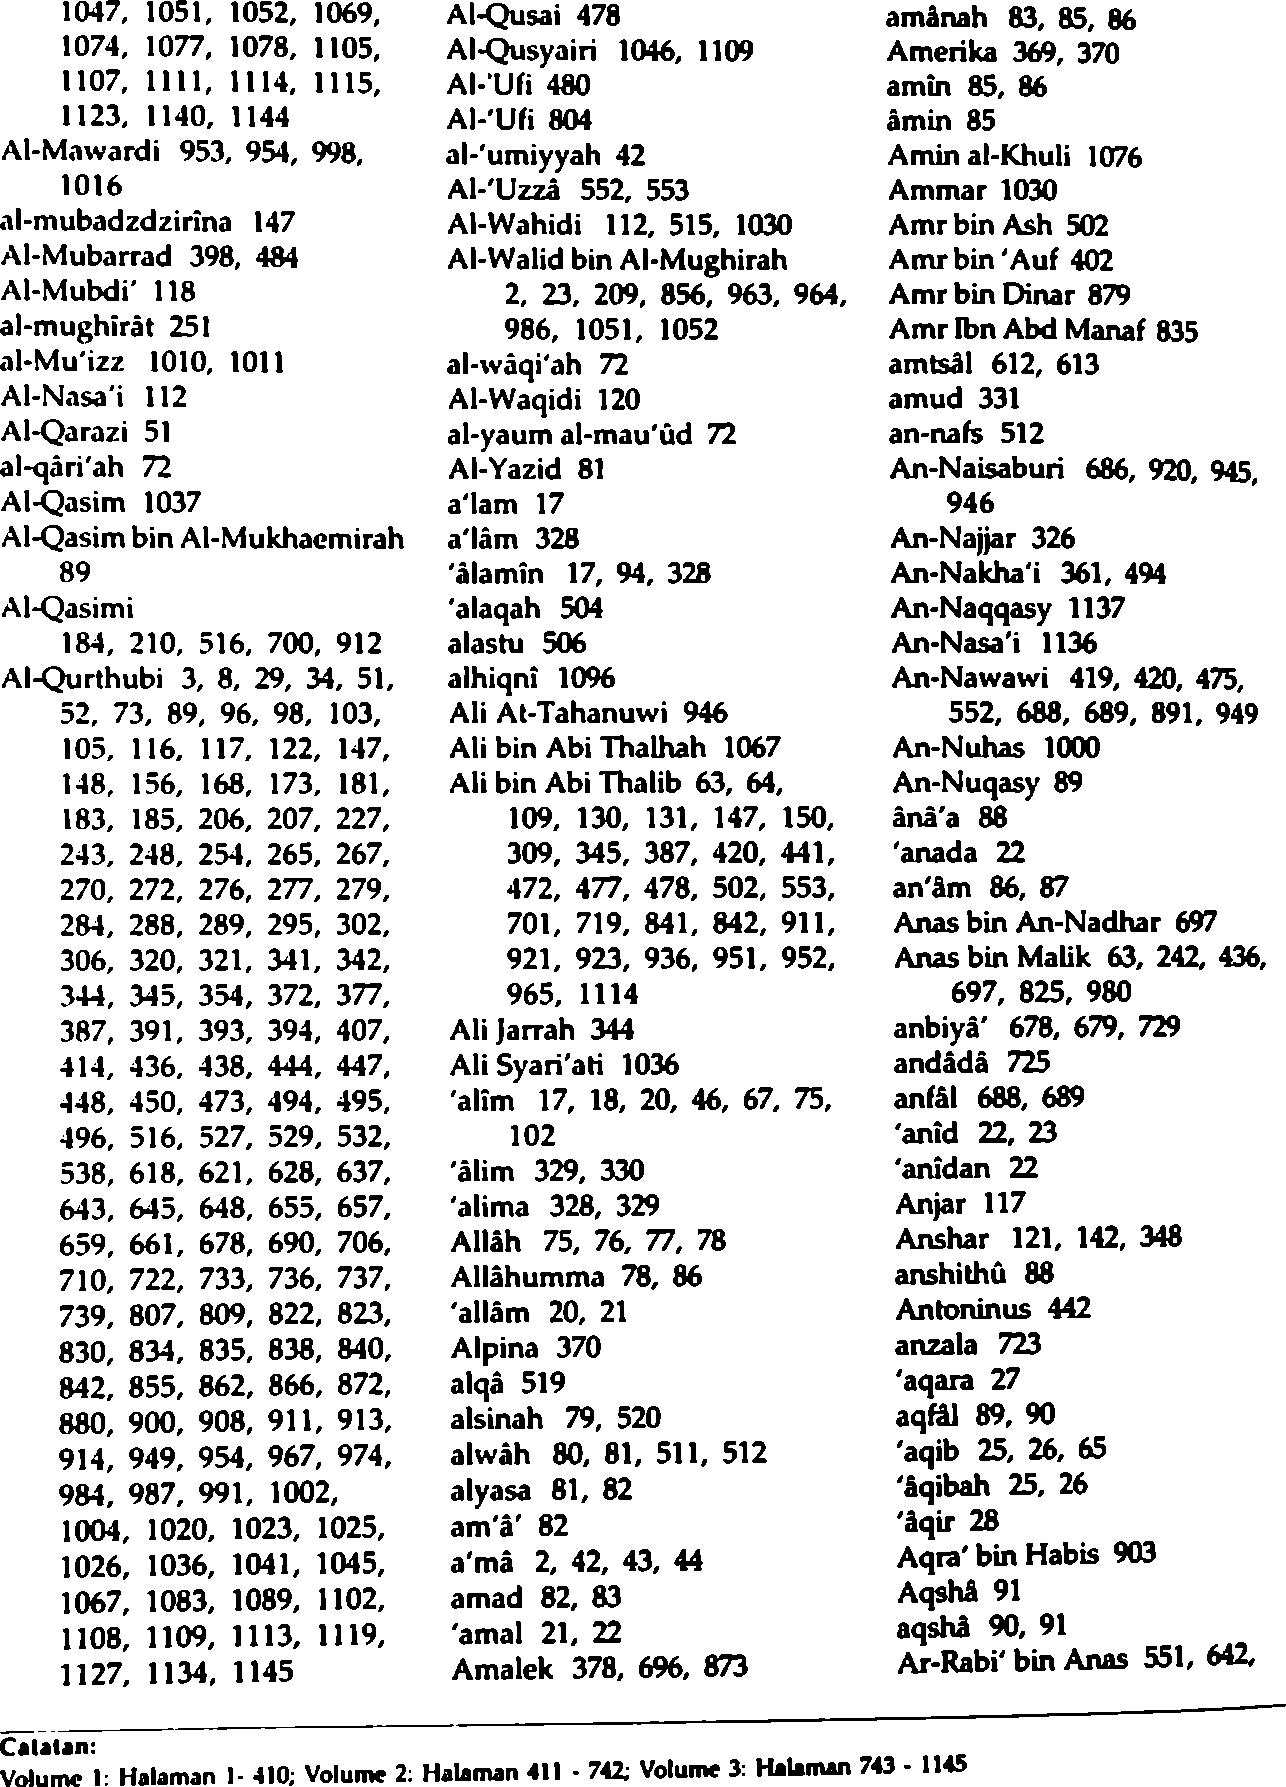 1047, 1051, 1052, 1069,
1074, 1077, 1078, 1105,
1107, 1111, 1114, 1115,
1123, 1140, 1144
Al-Mawardi 953, 954, 998,
1016
al-mubadzdzirîna 147
Al-Mubarrad 398, 484
Al-Mubdi' 118
al-mughîrât 251
al-Mu'izz 1010, 1011
Al-Nasa'i 112
Al-Qarazi 51
al-qâri'ah 72
Al-Qasim 1037
Al-Qasim bin Al-Mukhaemirah
89
Al-Qasimi
184, 210, 516, 700, 912
Al-Qurthubi 3, 8, 29, 34, 51,
52, 73, 89, 96, 98, 103,
105, 116, 117, 122, 147,
148, 156, 168, 173, 181,
183, 185, 206, 207, 227,
243, 248, 254, 265, 267,
270, 272, 276, 277, 279,
284, 288, 289, 295, 302,
306, 320, 321, 341, 342,
344, 345, 354, 372, 377,
387, 391, 393, 394, 407,
414, 436, 438, 444, 447,
448, 450, 473, 494, 495,
496, 516, 527, 529, 532,
538, 618, 621, 628, 637,
643, 645, 648, 655, 657,
659, 661, 678, 690, 706,
710, 722, 733, 736, 737,
739, 807, 809, 822, 823,
830, 834, 835, 838, 840,
842, 855, 862, 866, 872,
880, 900, 908, 911, 913,
914, 949, 954, 967, 974,
984, 987, 991, 1002,
1004, 1020, 1023, 1025,
1026, 1036, 1041, 1045,
1067, 1083, 1089, 1102,
1108, 1109, 1113, 1119,
1127, 1134, 1145
Al-Qusai 478
Al-Qusyairi 1046, 1109
Al-'Ufi 480
Al-'Ufi 804
al-'umiyyah 42
Al-'Uzzâ 552, 553
Al-Wahidi 112, 515, 1030
Al-Walid bin Al-Mughirah
2, 23, 209, 856, 963, 964,
986, 1051, 1052
al-wâqi'ah 72
Al-Waqidi 120
al-yaum al-mau'ûd 72
Al-Yazid 81
a'lam 17
a'lâm 328
'âlamîn 17, 94, 328
'alaqah 504
alastu 506
alhiqnî 1096
Ali At-Tahanuwi 946
Ali bin Abi Thalhah 1067
Ali bin Abi Thalib 63, 64,
109, 130, 131, 147, 150,
309, 345, 387, 420, 441,
472, 477, 478, 502, 553,
701, 719, 841, 842, 911,
921, 923, 936, 951, 952,
965, 1114
Ali Jarrah 344
Ali Syari'ati 1036
'alîm 17, 18, 20, 46, 67, 75,
102
'âlim 329, 330
'alima 328, 329
Allâh 75, 76, 77, 78
Allâhumma 78, 86
'allâm 20, 21
Alpina 370
alqâ 519
alsinah 79, 520
alwâh 80, 81, 511, 512
alyasa 81, 82
am'â' 82
a'mâ 2, 42, 43, 44
amad 82, 83
'amal 21, 22
Amalek 378, 696, 873
amânah 83, 85, 86
Amerika 369, 370
amîn 85, 86
âmin 85
Amin al-Khuli 1076
Ammar 1030
Amr bin Ash 502
Amr bin 'Auf 402
Amr bin Dinar 879
Amr Ibn Abd Manaf 835
amtsâl 612, 613
amud 331
an-nafs 512
An-Naisaburi 686, 920, 945,
946
An-Najjar 326
An-Nakha'i 361, 494
An-Naqqasy 1137
An-Nasa'i 1136
An-Nawawi 419, 420, 475,
552, 688, 689, 891, 949
An-Nuhas 1000
An-Nuqasy 89
ânâ'a 88
'anada 22
an'âm 86, 87
Anas bin An-Nadhar 697
Anas bin Malik 63, 242, 436,
697, 825, 980
anbiyâ' 678, 679, 729
andâdâ 725
anfâl 688, 689
'anîd 22, 23
'anîdan 22
Anjar 117
Anshar 121, 142, 348
anshithû 88
Antoninus 442
anzala 723
'aqara 27
aqfâl 89, 90
'aqib 25, 26, 65
'âqibah 25, 26
'âqir 28
Aqra' bin Habis 903
Aqshâ 91
aqshâ 90, 91
Ar-Rabi' bin Anas 551, 642,
Catatan:
Volume 1: Halaman 1- 410; Volume 2: Halaman 411 - 742; Volume 3: Halaman 743 - 1145